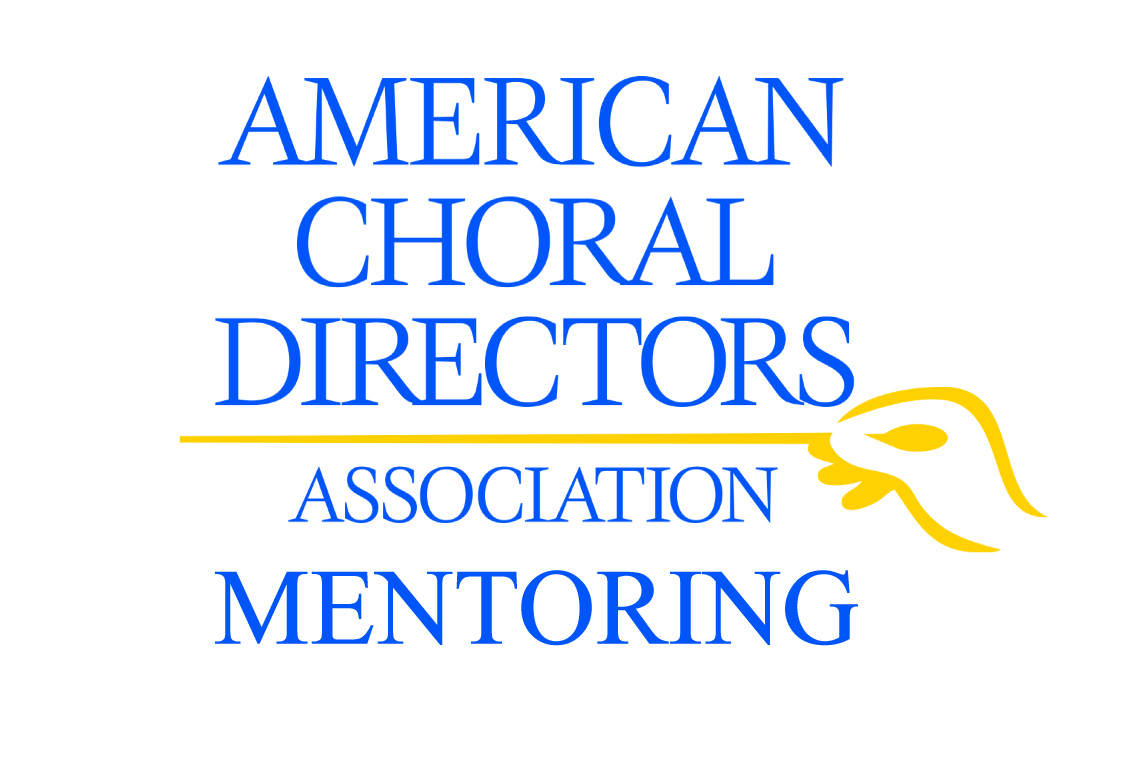 AMERICAN
CHORAL
DIRECTORS
ASSOCIATION
MENTORING